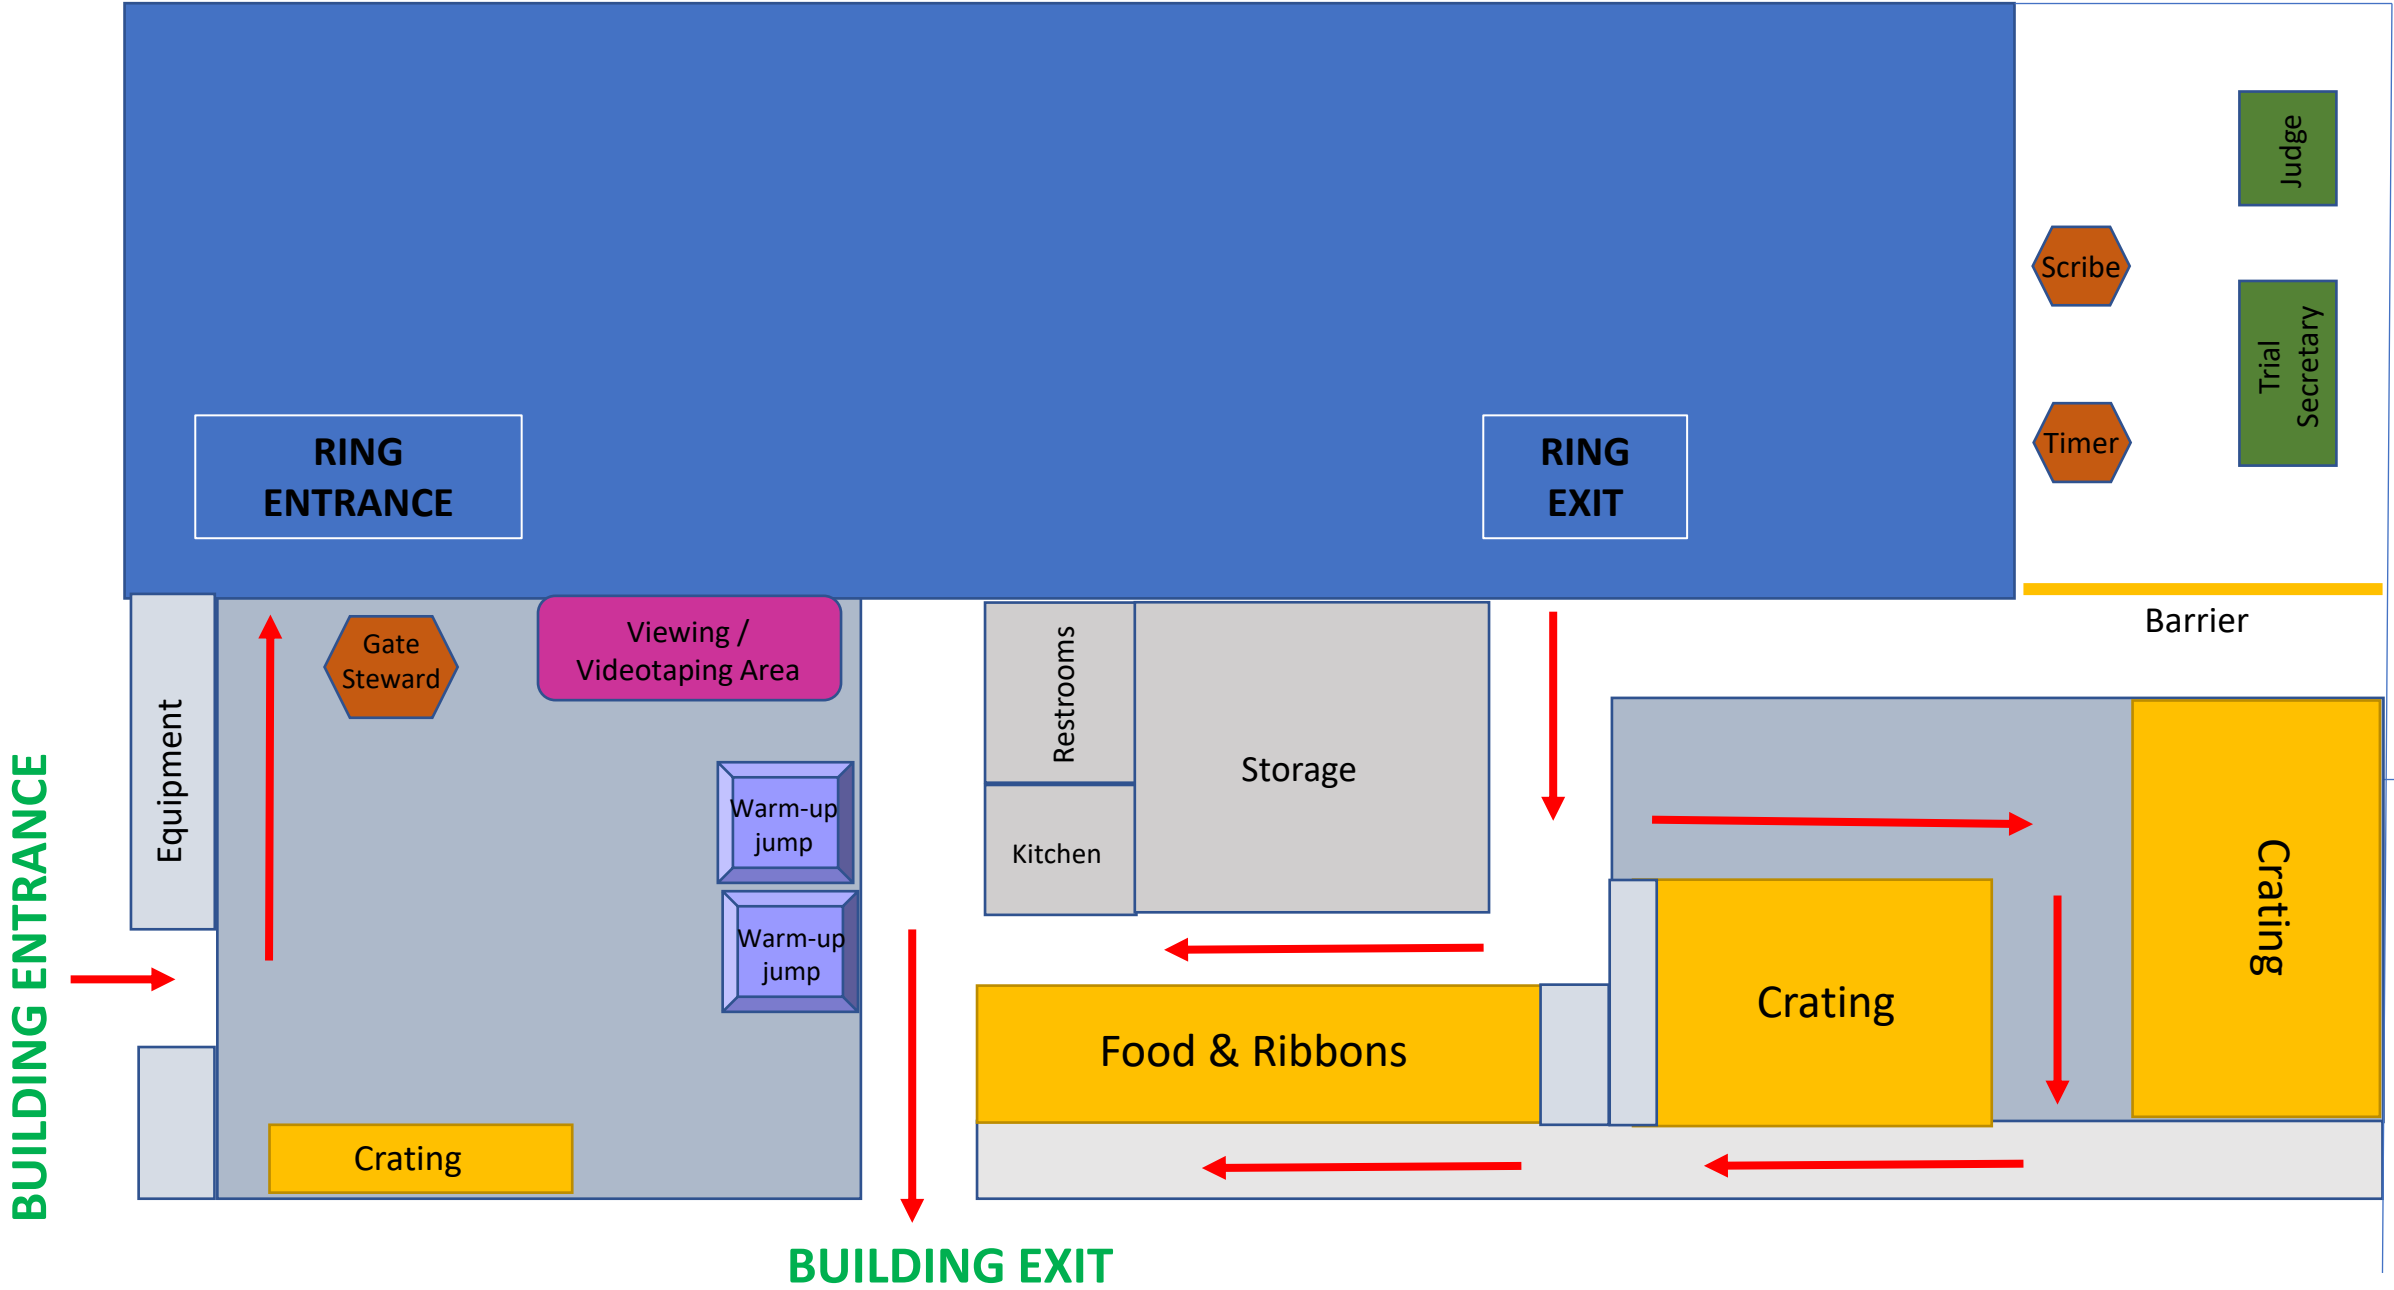 Judge
Scribe
Trial
Secretary
RING
ENTRANCE
RING
EXIT
Timer
Barrier
Gate
Steward
Viewing /
Videotaping Area
Restrooms
Equipment
Storage
Warm-up
jump
Kitchen
Crating
Warm-up
jump
Crating
Food & Ribbons
Crating
BUILDING ENTRANCE
BUILDING EXIT